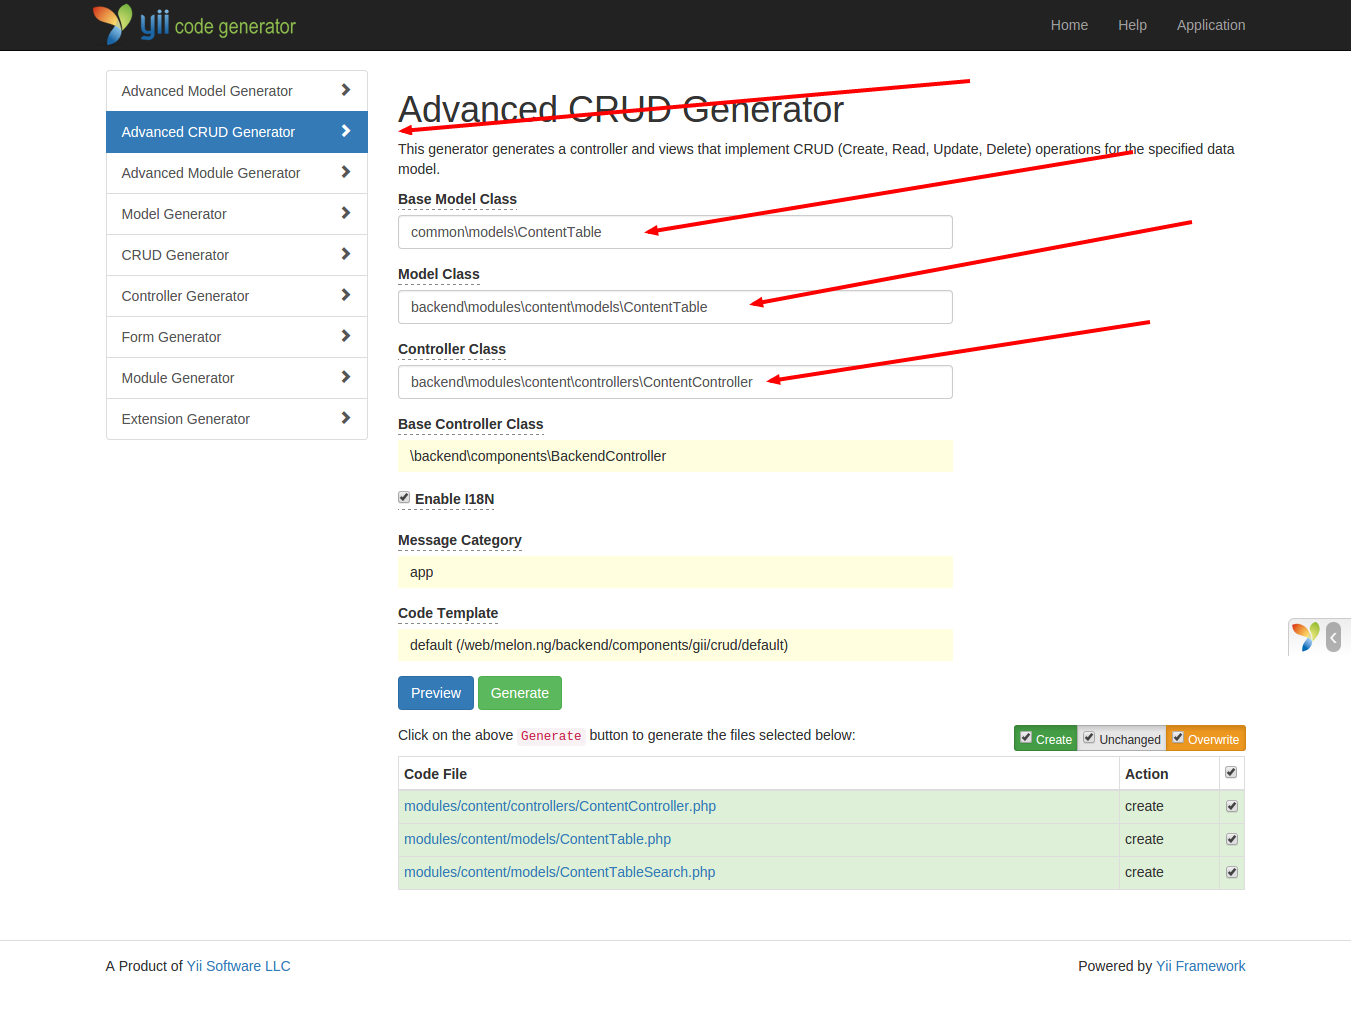 yii code generator
Home Help Application
Advanced Model Generator
Advanced CRUD Generator
Advanced Module Generator
Model Generator
CRUD Generator
Controller Generator
Form Generator
Module Generator
Extension Generator
Advanced CRUD Generator
This generator generates a controller and views that implement CRUD (Create, Read, Update, Delete) operations for the specified data
model.
Base Model Class
common\models\ContentTable
Model Class
backend\modules\content\models\ContentTable
Controller Class
backend\modules\content\controllers\ContentController
Base Controller Class
\backend\components\BackendController
Enable I18N
Message Category
app
Code Template
default (/web/melon.ng/backend/components/gii/crud/default)
Preview Generate
Click on the above Generate button to generate the files selected below:
Create Unchanged Overwrite
Code File Action
modules/content/controllers/ContentController.php create
modules/content/models/ContentTable.php create
modules/content/models/ContentTableSearch.php create
A Product of Yii Software LLC
Powered by Yii Framework